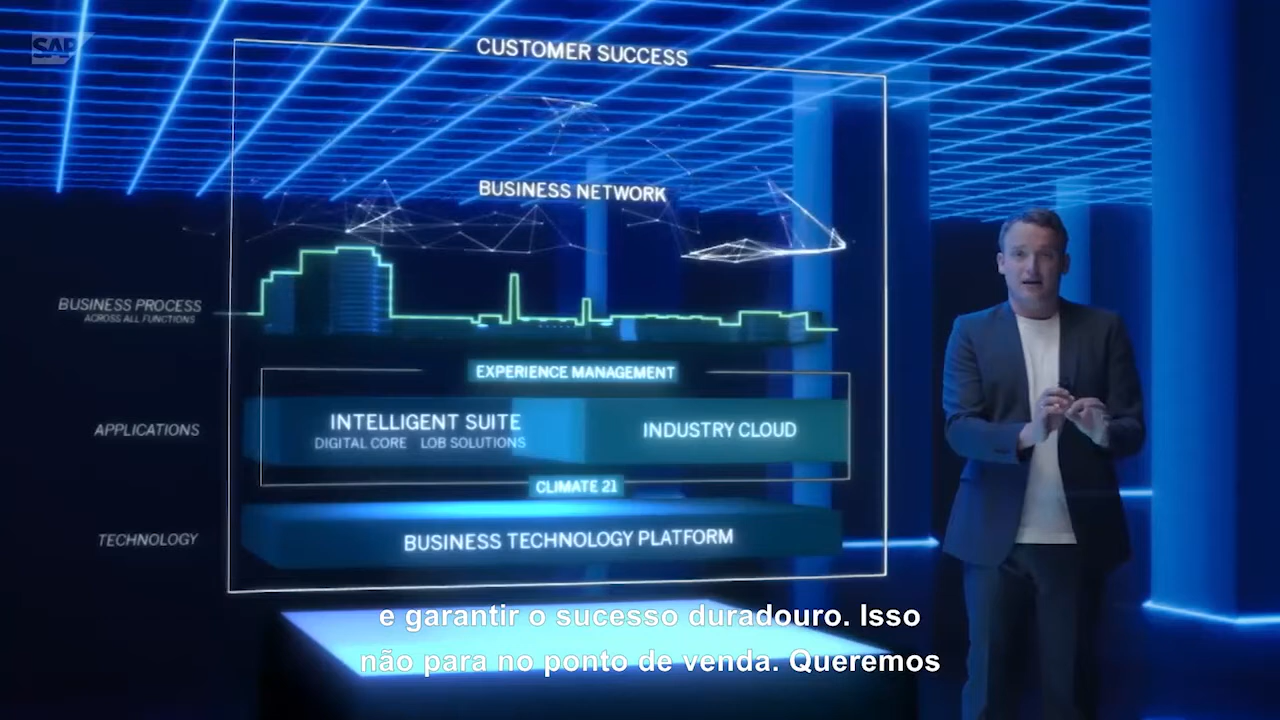 SAP
CUSTOMER SUCCESS
BUSINESS NETWORK
BUSINESS PROCESS
ACROSS ALL FUNCTIONS
EXPERIENCE MANAGEMENT
APPLICATIONS
INTELLIGENT SUITE
DIGITAL CORE LOB SOLUTIONS
INDUSTRY CLOUD
CLIMATE 21
TECHNOLOGY
BUSINESS TECHNOLOGY PLATFORM
e garantir o sucesso duradouro. Isso
não para no ponto de venda. Queremos